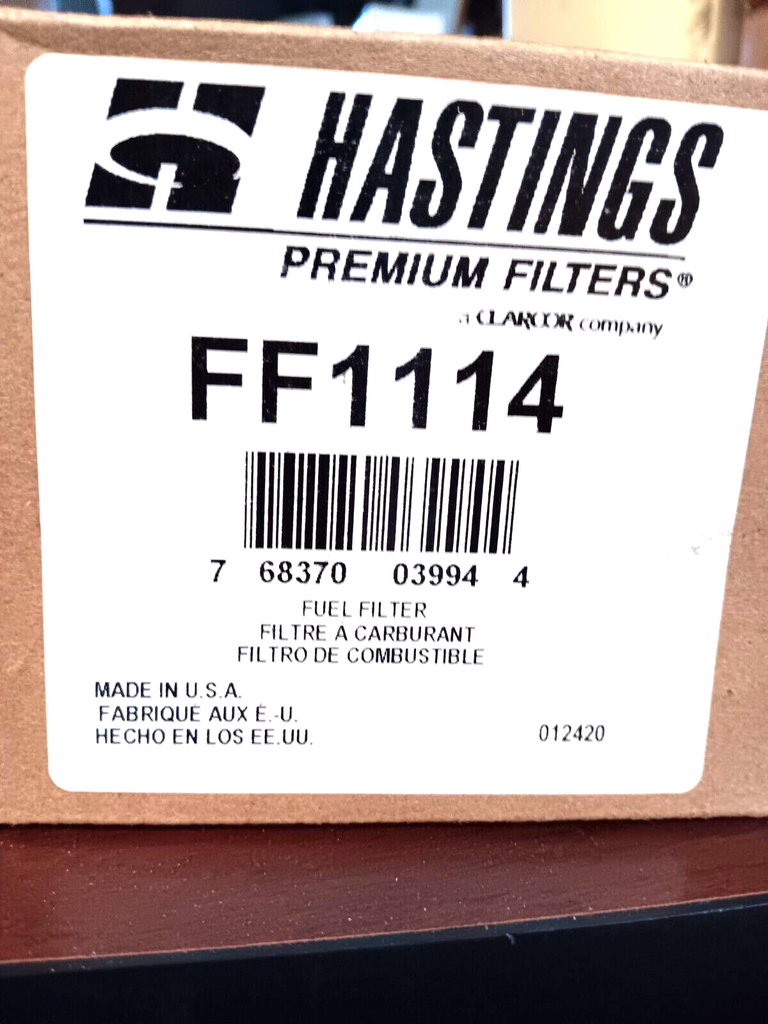 HASTINGS
PREMIUM FILTERS®
a CLARCOR company
FF1114
7 68370 03994 4
FUEL FILTER
FILTRE A CARBURANT
FILTRO DE COMBUSTIBLE
MADE IN U.S.A.
FABRIQUÉ AUX É.-U.
HECHO EN LOS EE.UU.
012420